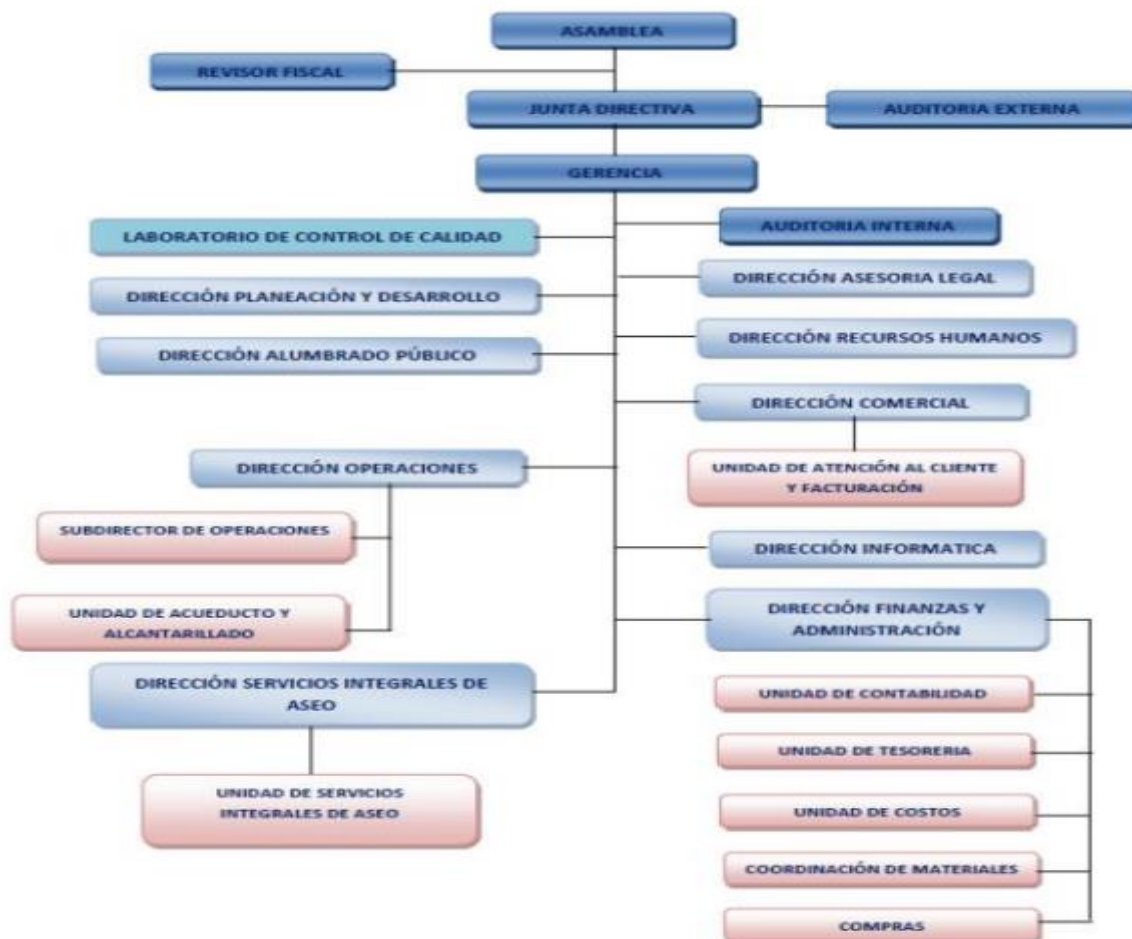 ASAMBLEA
REVISOR FISCAL
JUNTA DIRECTIVA
AUDITORIA EXTERNA
GERENCIA
LABORATORIO DE CONTROL DE CALIDAD
AUDITORIA INTERNA
DIRECCIÓN ASESORIA LEGAL
DIRECCIÓN PLANEACIÓN Y DESARROLLO
DIRECCIÓN RECURSOS HUMANOS
DIRECCIÓN ALUMBRADO PÚBLICO
DIRECCIÓN COMERCIAL
UNIDAD DE ATENCIÓN AL CLIENTE
Y FACTURACIÓN
DIRECCIÓN OPERACIONES
SUBDIRECTOR DE OPERACIONES
UNIDAD DE ACUEDUCTO Y
ALCANTARILLADO
DIRECCIÓN INFORMATICA
DIRECCIÓN FINANZAS Y
ADMINISTRACIÓN
DIRECCIÓN SERVICIOS INTEGRALES DE
ASEO
UNIDAD DE SERVICIOS
INTEGRALES DE ASEO
UNIDAD DE CONTABILIDAD
UNIDAD DE TESORERIA
UNIDAD DE COSTOS
COORDINACIÓN DE MATERIALES
COMPRAS